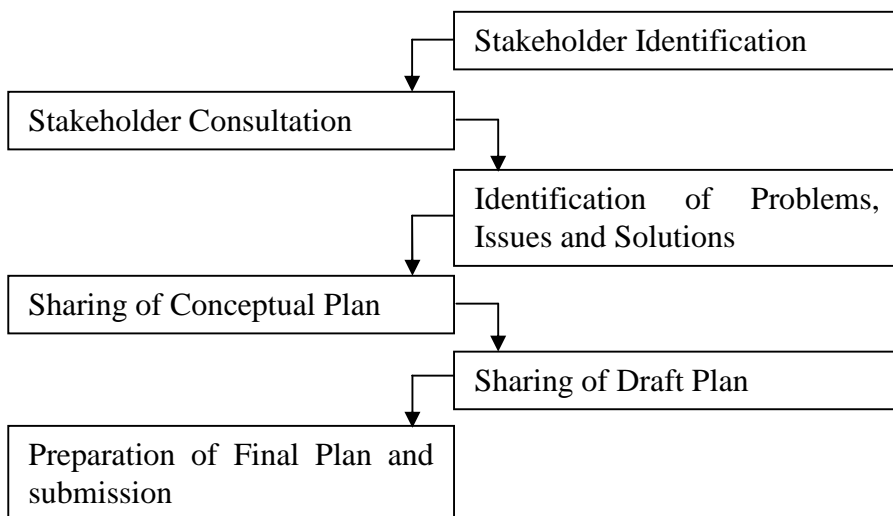 Stakeholder Identification
Stakeholder Consultation
Identification of Problems,
Issues and Solutions
Sharing of Conceptual Plan
Sharing of Draft Plan
Preparation of Final Plan and
submission